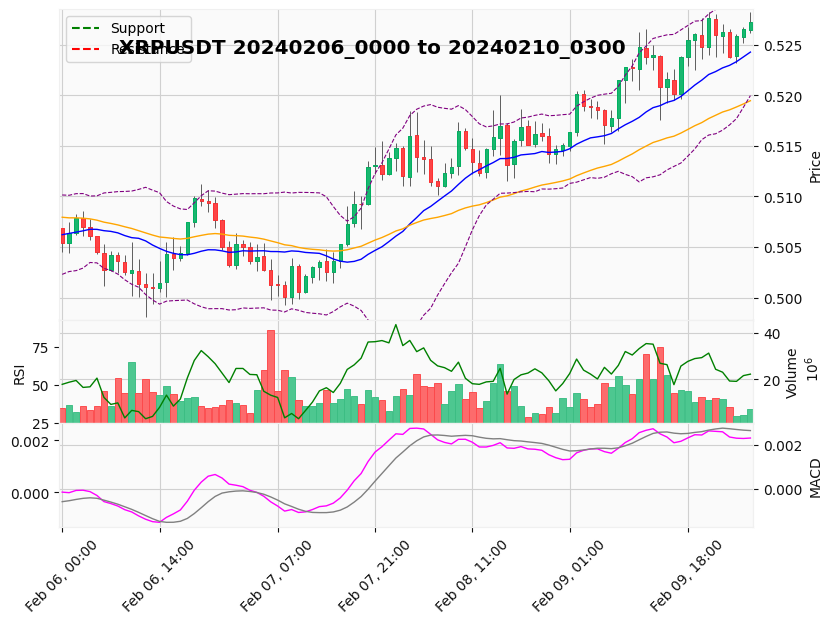 Support
Resistance
XRPUSDT 20240206_0000 to 20240210_0300
0.525
0.520
0.515
0.510
0.505
0.500
Price
75
50
25
RSI
40
20
Volume
10^6
0.002
0.000
0.002
0.000
MACD
Feb 06, 00:00
Feb 06, 14:00
Feb 07, 07:00
Feb 07, 21:00
Feb 08, 11:00
Feb 09, 01:00
Feb 09, 18:00